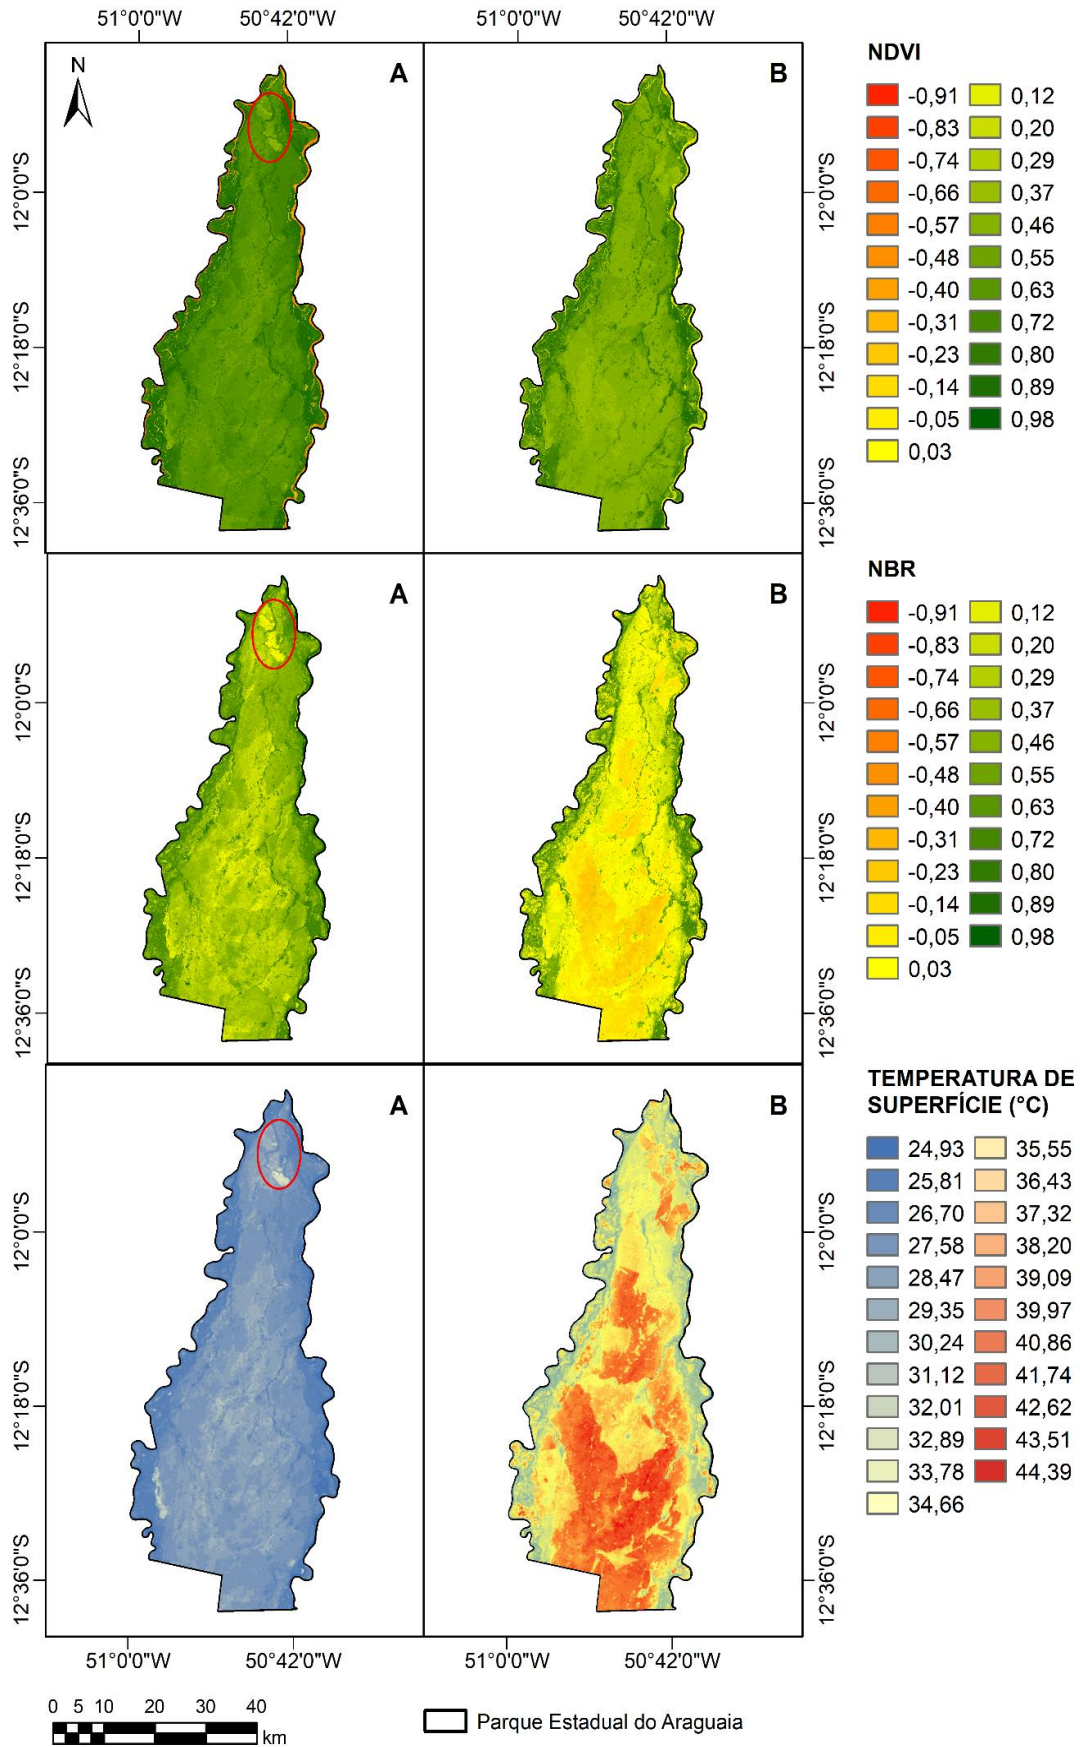 51°0'0"W 50°42'0"W 51°0'0"W 50°42'0"W
N
A
B
12°0'0"S
12°18'0"S
12°36'0"S
12°0'0"S
12°18'0"S
12°36'0"S
NDVI
-0,91 0,12
-0,83 0,20
-0,74 0,29
-0,66 0,37
-0,57 0,46
-0,48 0,55
-0,40 0,63
-0,31 0,72
-0,23 0,80
-0,14 0,89
-0,05 0,98
0,03
A
B
12°0'0"S
12°18'0"S
12°36'0"S
12°0'0"S
12°18'0"S
12°36'0"S
NBR
-0,91 0,12
-0,83 0,20
-0,74 0,29
-0,66 0,37
-0,57 0,46
-0,48 0,55
-0,40 0,63
-0,31 0,72
-0,23 0,80
-0,14 0,89
-0,05 0,98
0,03
A
B
12°0'0"S
12°18'0"S
12°36'0"S
12°0'0"S
12°18'0"S
12°36'0"S
TEMPERATURA DE
SUPERFÍCIE (°C)
24,93 35,55
25,81 36,43
26,70 37,32
27,58 38,20
28,47 39,09
29,35 39,97
30,24 40,86
31,12 41,74
32,01 42,62
32,89 43,51
33,78 44,39
34,66
51°0'0"W 50°42'0"W 51°0'0"W 50°42'0"W
0 5 10 20 30 40
km
Parque Estadual do Araguaia